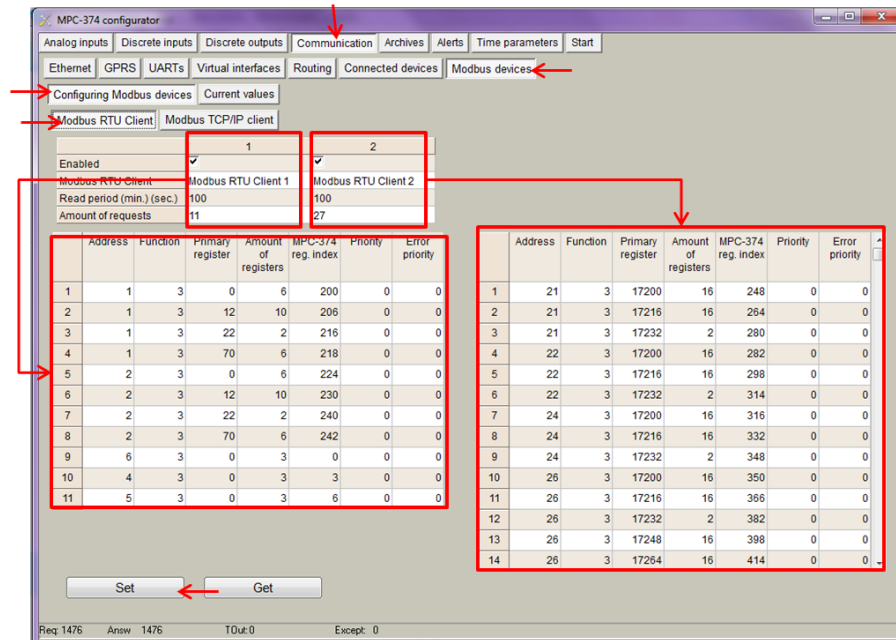 MPC-374 configurator
Analog inputs Discrete inputs Discrete outputs Communication Archives Alerts Time parameters Start
Ethernet GPRS UARTs Virtual interfaces Routing Connected devices Modbus devices
Configuring Modbus devices Current values
Modbus RTU Client Modbus TCP/IP client
1 2
Enabled
Modbus RTU Client Modbus RTU Client 1 Modbus RTU Client 2
Read period (min.) (sec.) 100 100
Amount of requests 11 27
Address Function Primary register Amount of registers MPC-374 reg. index Priority Error priority
1 1 3 0 6 200 0 0
2 1 3 12 10 206 0 0
3 1 3 22 2 216 0 0
4 1 3 70 6 218 0 0
5 2 3 0 6 224 0 0
6 2 3 12 10 230 0 0
7 2 3 22 2 240 0 0
8 2 3 70 6 242 0 0
9 6 3 0 3 0 0 0
10 4 3 0 3 3 0 0
11 5 3 0 3 6 0 0
Address Function Primary register Amount of registers MPC-374 reg. index Priority Error priority
1 21 3 17200 16 248 0 0
2 21 3 17216 16 264 0 0
3 21 3 17232 2 280 0 0
4 22 3 17200 16 282 0 0
5 22 3 17216 16 298 0 0
6 22 3 17232 2 314 0 0
7 24 3 17200 16 316 0 0
8 24 3 17216 16 332 0 0
9 24 3 17232 2 348 0 0
10 26 3 17200 16 350 0 0
11 26 3 17216 16 366 0 0
12 26 3 17232 2 382 0 0
13 26 3 17248 16 398 0 0
14 26 3 17264 16 414 0 0
Set Get
Req: 1476 Answ 1476 TOut:0 Except: 0